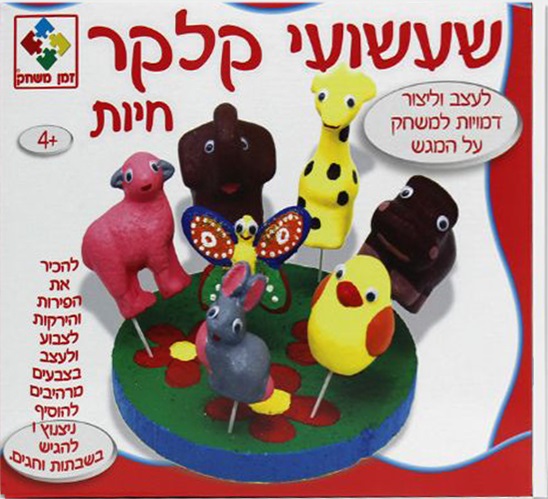 שעשועי קלקר
חיות
זמן משחק
4+
לעצב וליצור
דמויות למשחק
על המגש
להכיר
את
הפירות
והירקות
לצבוע
ולעצב
בצבעים
מרהיבים
להוסיף
ניצנוץ ו
להגיש
בשבתות וחגים.